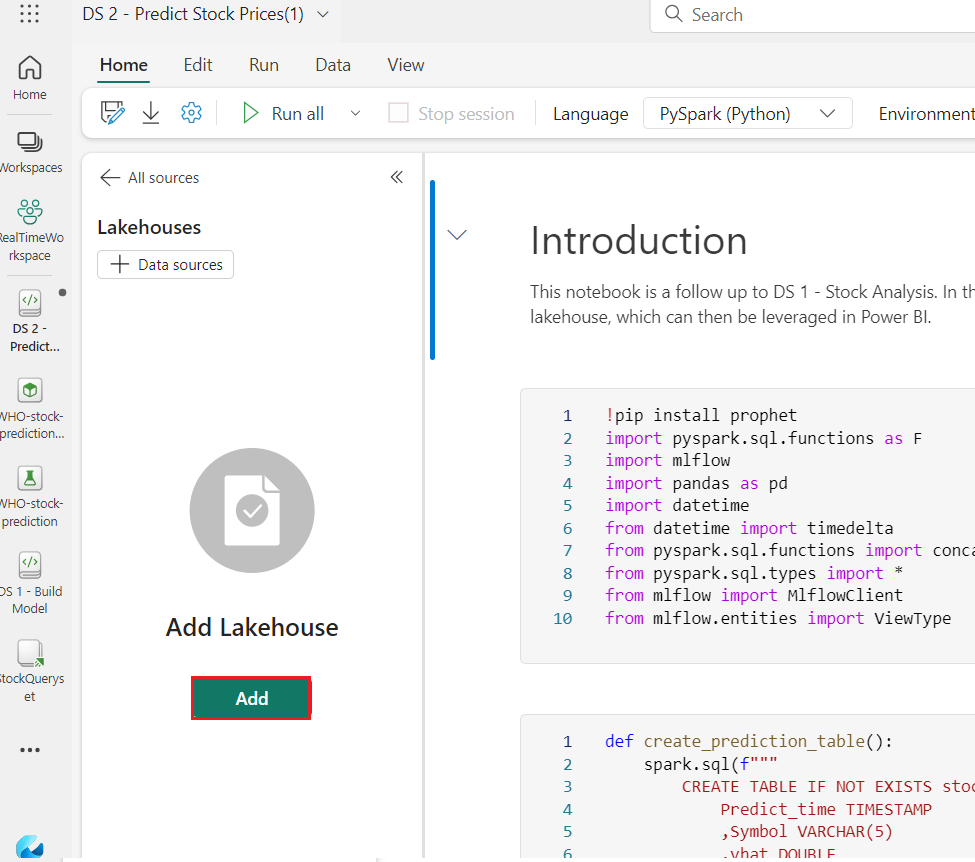 DS 2 - Predict Stock Prices(1)
Search
Home
Edit
Run
Data
View
Run all
Stop session
Language
PySpark (Python)
Environment
Home
Workspaces
RealTimeWo
rkspace
DS 2 -
Predict...
WHO-stock-
prediction...
WHO-stock-
prediction
DS 1 - Build
Model
StockQuerys
et
All sources
Lakehouses
Data sources
Add Lakehouse
Add
Introduction
This notebook is a follow up to DS 1 - Stock Analysis. In th
lakehouse, which can then be leveraged in Power BI.
1 !pip install prophet
2 import pyspark.sql.functions as F
3 import mlflow
4 import pandas as pd
5 import datetime
6 from datetime import timedelta
7 from pyspark.sql.functions import conca
8 from pyspark.sql.types import *
9 from mlflow import MlflowClient
10 from mlflow.entities import ViewType
1 def create_prediction_table():
2 spark.sql(f"""
3 CREATE TABLE IF NOT EXISTS stoc
4 Predict_time TIMESTAMP
5 ,Symbol VARCHAR(5)
6 ,yhat DOUBLE